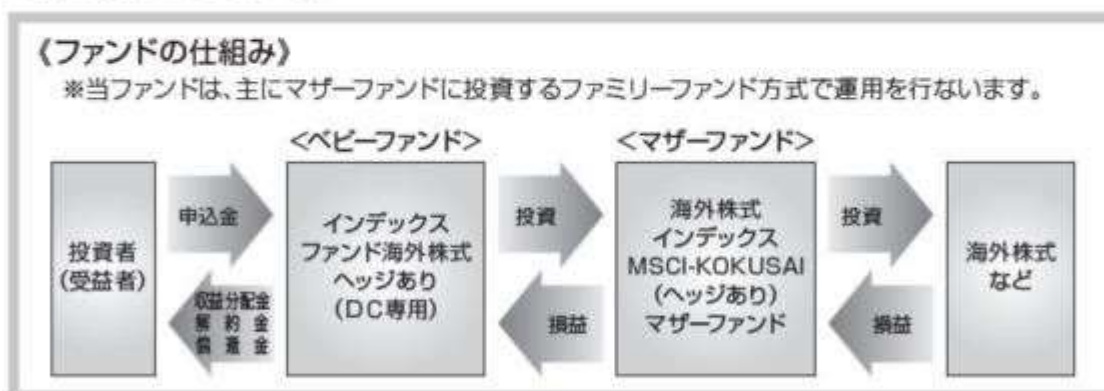 《ファンドの仕組み》
※当ファンドは、主にマザーファンドに投資するファミリーファンド方式で運用を行ないます。
<ベビーファンド>
<マザーファンド>
投資者
(受益者)
申込金
収益分配金
解約金
償還金
インデックス
ファンド海外株式
ヘッジあり
(DC専用)
投資
損益
海外株式
インデックス
MSCI-KOKUSAI
(ヘッジあり)
マザーファンド
投資
損益
海外株式
など